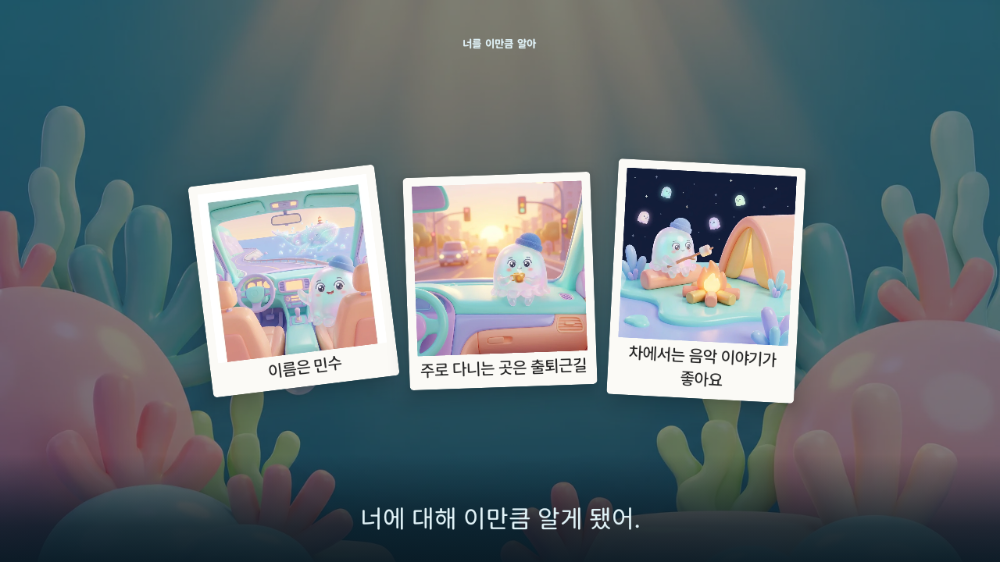 너를 이만큼 알아
이름은 민수
주로 다니는 곳은 출퇴근길
차에서는 음악 이야기가
좋아요
너에 대해 이만큼 알게 됐어.